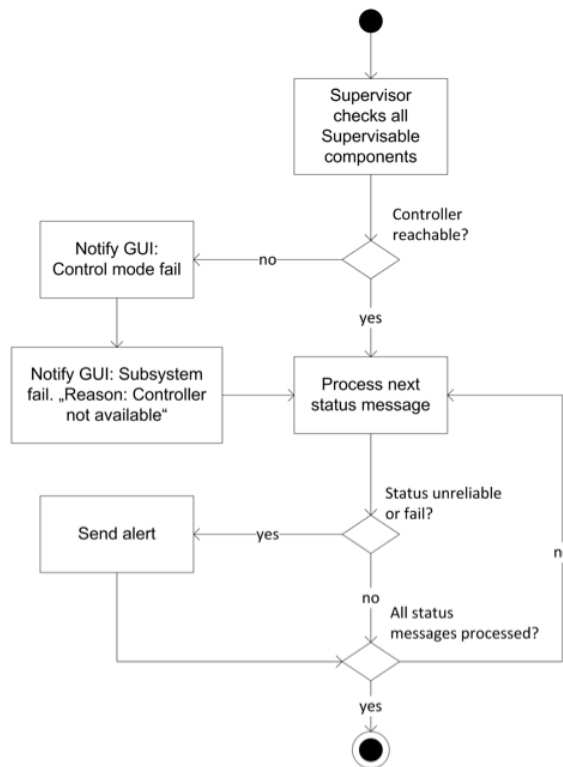 Supervisor
checks all
Supervisable
components
Controller
reachable?
Notify GUI:
Control mode fail
no
yes
Notify GUI: Subsystem
fail. „Reason: Controller
not available“
Process next
status message
Status unreliable
or fail?
Send alert
yes
no
no
All status
messages processed?
yes